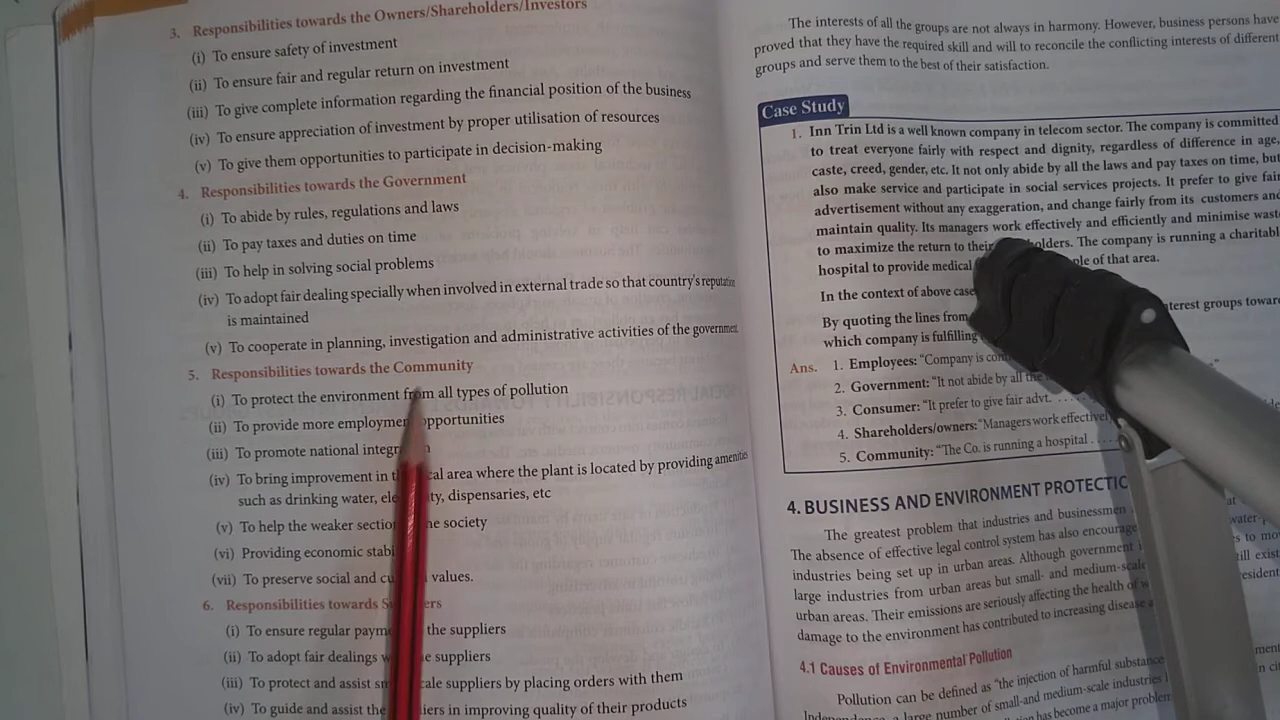 3. Responsibilities towards the Owners/Shareholders/Investors
(i) To ensure safety of investment
(ii) To ensure fair and regular return on investment
(iii) To give complete information regarding the financial position of the business
(iv) To ensure appreciation of investment by proper utilisation of resources
(v) To give them opportunities to participate in decision-making
4. Responsibilities towards the Government
(i) To abide by rules, regulations and laws
(ii) To pay taxes and duties on time
(iii) To help in solving social problems
(iv) To adopt fair dealing specially when involved in external trade so that country's reputation
is maintained
(v) To cooperate in planning, investigation and administrative activities of the government
5. Responsibilities towards the Community
(i) To protect the environment from all types of pollution
(ii) To provide more employment opportunities
(iii) To promote national
(iv) To bring improvement in the local area where the plant is located by providing amenities
such as drinking water, dispensaries, etc
(v) To help the weaker society
(vi) Providing economic
(vii) To preserve social and values.
6. Responsibilities towards
(i) To ensure regular the suppliers
(ii) To adopt fair dealings suppliers
(iii) To protect and assist suppliers by placing orders with them
(iv) To guide and assist the in improving quality of their products
The interests of all the groups are not always in harmony. However, business persons have
proved that they have the required skill and will to reconcile the conflicting interests of different
groups and serve them to the best of their satisfaction.
Case Study
1. Inn Trin Ltd is a well known company in telecom sector. The company is committed
to treat everyone fairly with respect and dignity, regardless of difference in age,
caste, creed, gender, etc. It not only abide by all the laws and pay taxes on time, but
also make service and participate in social services projects. It prefer to give fair
advertisement without any exaggeration, and change fairly from its customers and
maintain quality. Its managers work effectively and efficiently and minimise
to maximize the return to their holders. The company is running a
hospital to provide medical of that area.
In the context of above
By quoting the lines from interest groups
which company is fulfilling
Ans. 1. Employees: "Company is
2. Government: "It not abide by all the
3. Consumer: "It prefer to give fair advt. ....
4. Shareholders/owners: "Managers work
5. Community: "The Co. is running a hospital ....
4. BUSINESS AND ENVIRONMENT
The greatest problem that industries and businessmen
The absence of effective legal control system has also
industries being set up in urban areas. Although government
large industries from urban areas but small- and medium-scale
urban areas. Their emissions are seriously affecting the health of
damage to the environment has contributed to increasing disease
4.1 Causes of Environmental Pollution
Pollution can be defined as "the injection of harmful
a large number of small-and medium-scale industries
has become a major